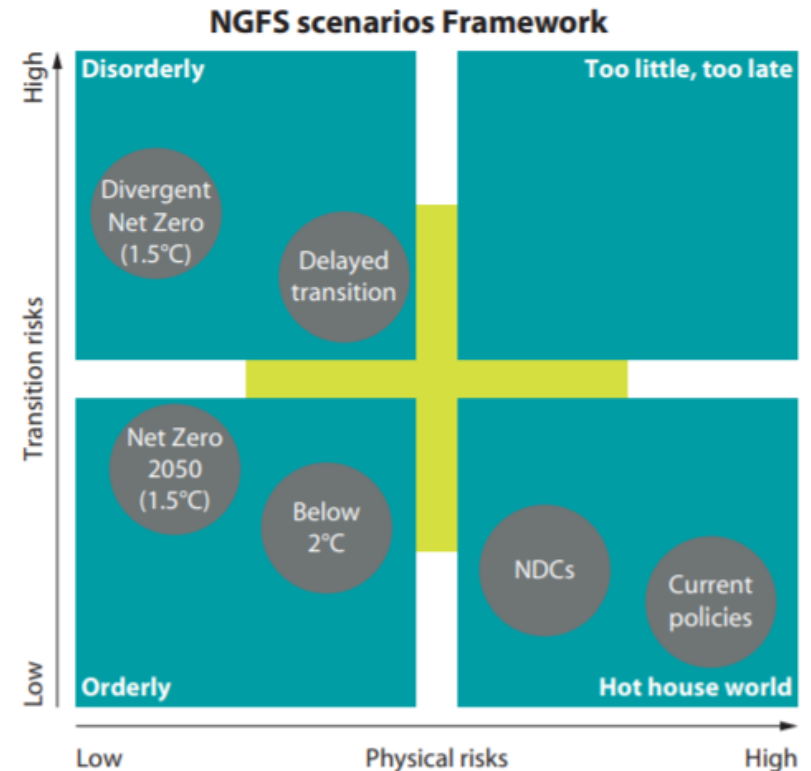 NGFS scenarios Framework
High
Disorderly
Too little, too late
Divergent
Net Zero
(1.5°C)
Delayed
transition
Transition risks
Net Zero
2050
(1.5°C)
Below
2°C
NDCs
Current
policies
Low
Orderly
Hot house world
Low
Physical risks
High